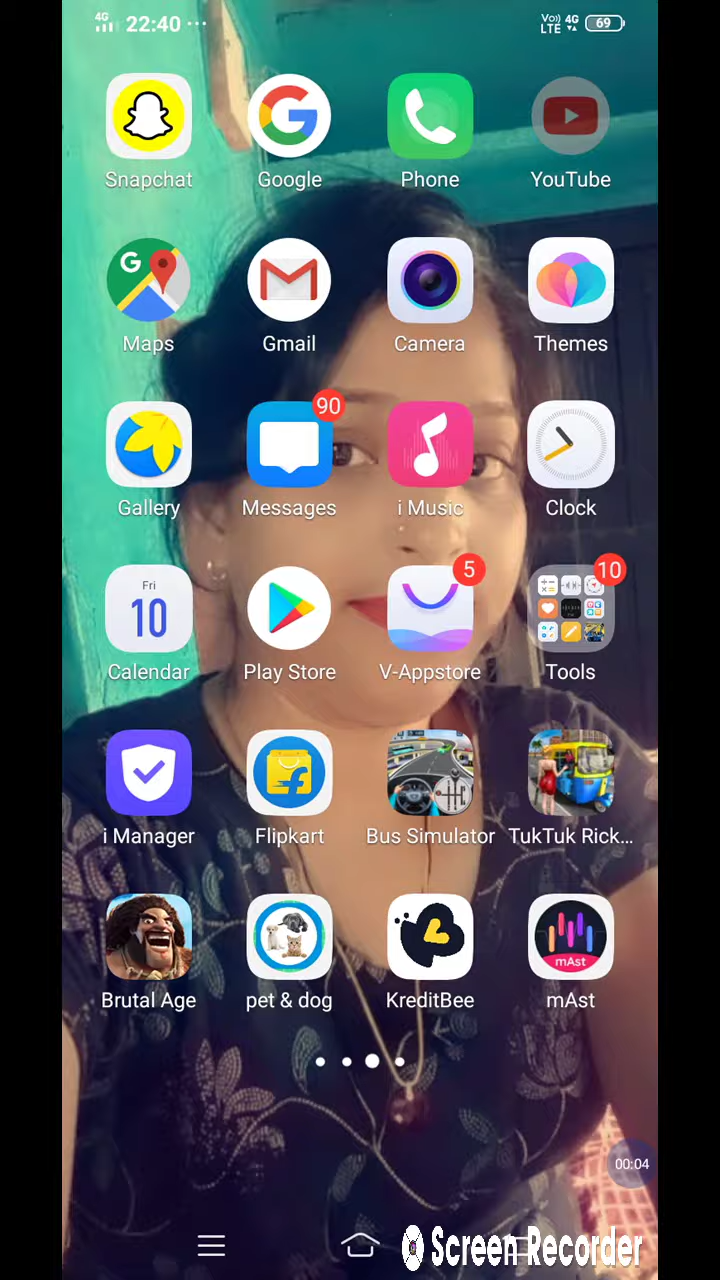 4G 22:40 ··· Vo)) LTE 4G 69
Snapchat Google Phone YouTube
G
Maps Gmail Camera Themes
90
Gallery Messages i Music Clock
Fri 10 5 10
Calendar Play Store V-Appstore Tools
i Manager Flipkart Bus Simulator TukTuk Rick...
mAst
Brutal Age pet & dog KreditBee mAst
00:04
Screen Recorder